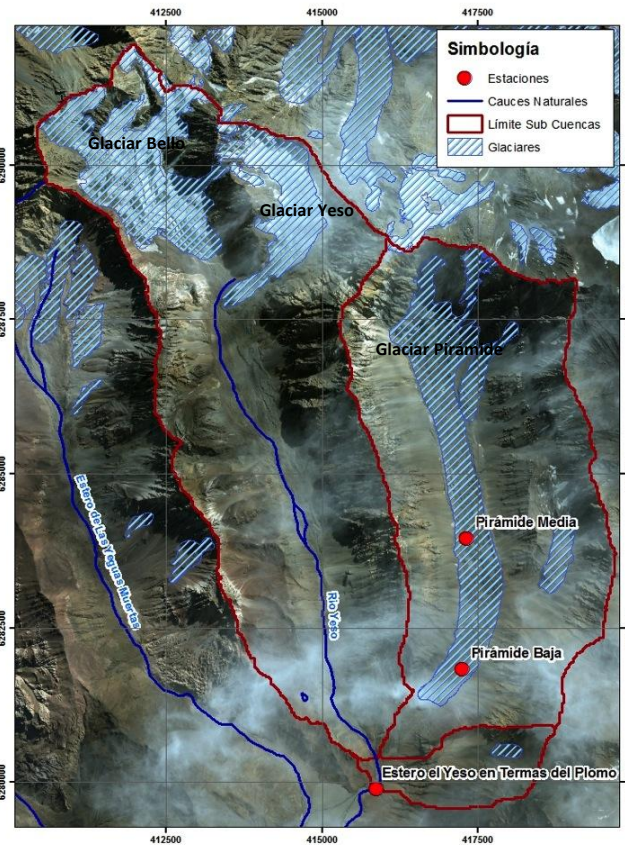 412500
415000
417500
Simbología
Estaciones
Cauces Naturales
Límite Sub Cuencas
Glaciares
Glaciar Bello
Glaciar Yeso
Glaciar Pirámide
Pirámide Media
Pirámide Baja
Estero de Las Yeguas Muertas
Río Yeso
Estero el Yeso en Termas del Plomo
6290000
6287500
6285000
6282500
6280000
412500
415000
417500